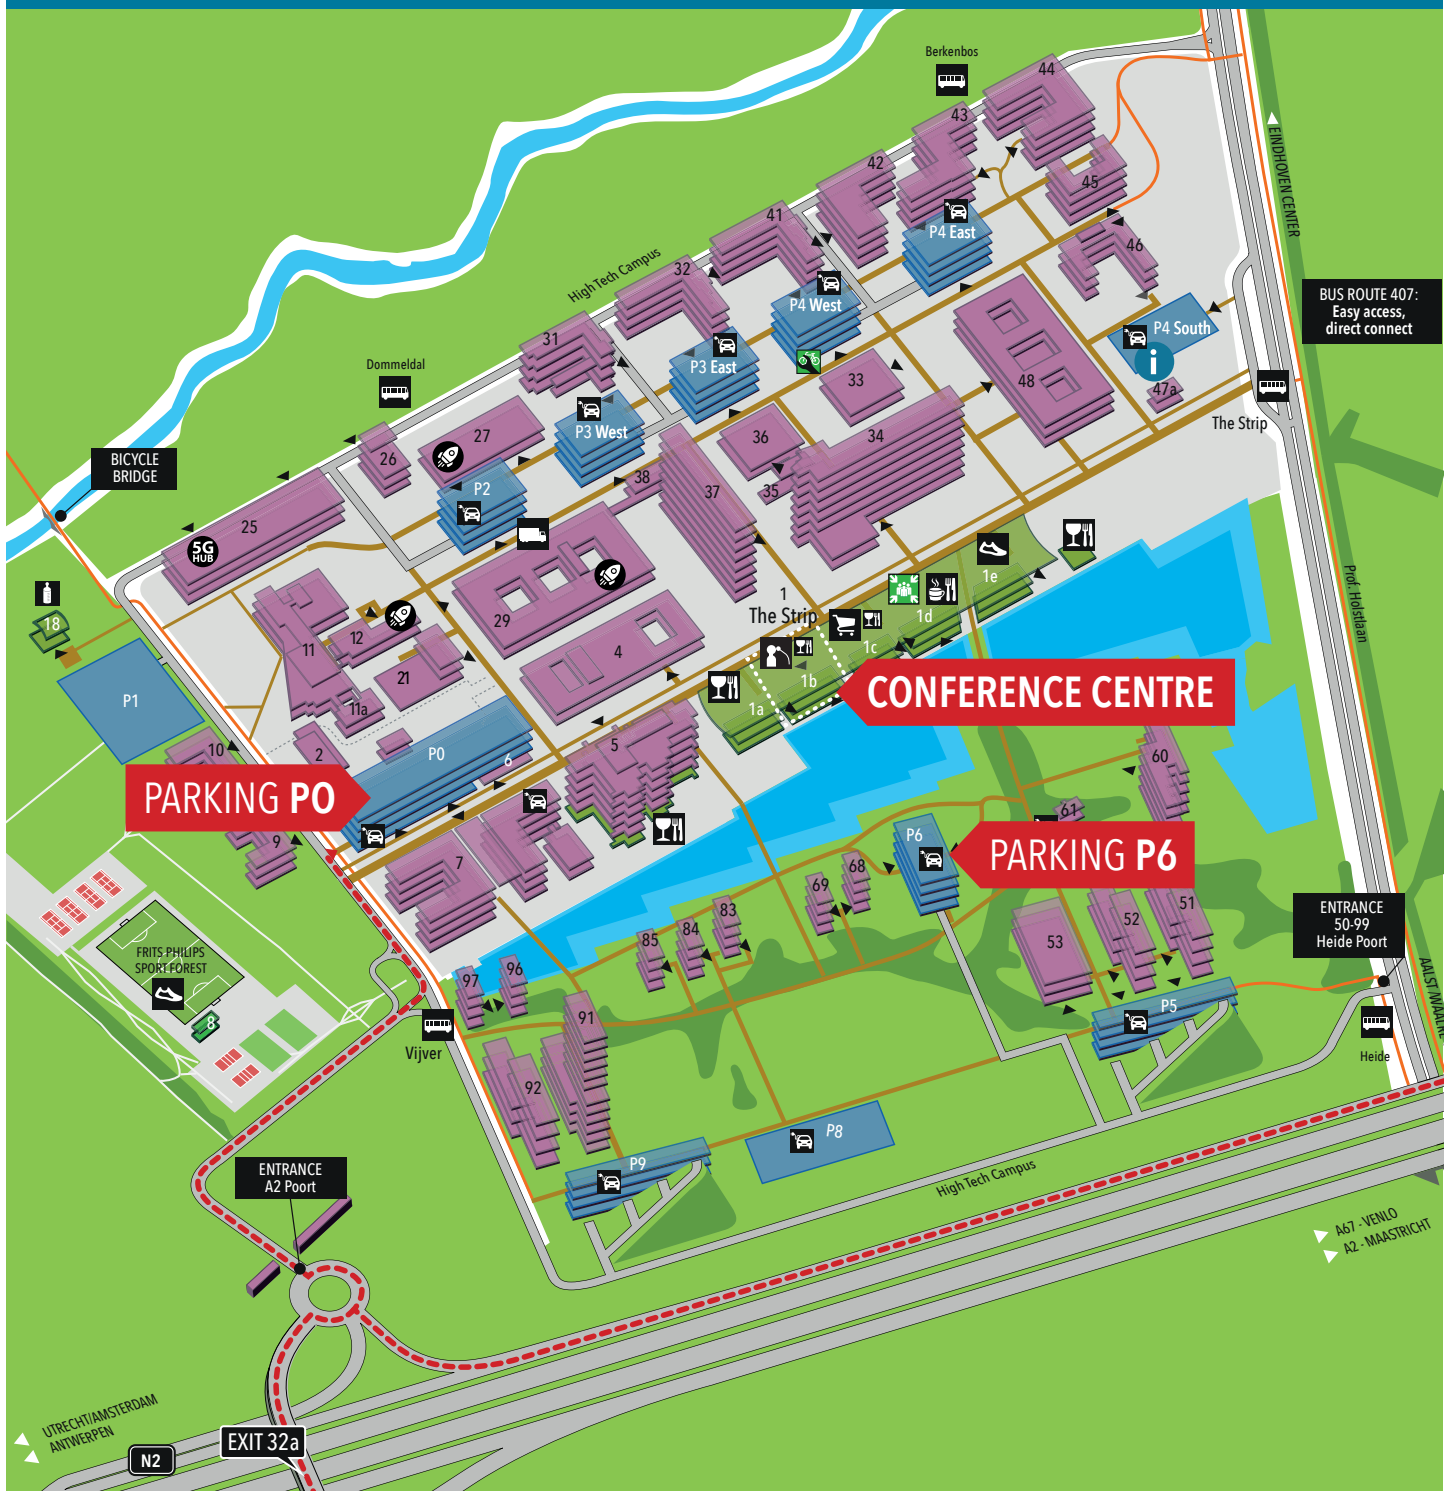 Berkenbos
44
43
42
45
EINDHOVEN CENTER
41
P4 East
46
High Tech Campus
32
BUS ROUTE 407:
Easy access,
direct connect
P4 West
P4 South
31
Dommeldal
P3 East
i
33
48
47a
27
P3 West
The Strip
36
34
26
BICYCLE
BRIDGE
P2
38
37
35
25
5G
HUB
1e
Prof. Holstlaan
18
1
The Strip
1d
29
12
11
4
1c
1b
21
P1
11a
1a
CONFERENCE CENTRE
10
2
P0
6
5
60
PARKING P0
61
P6
9
7
PARKING P6
68
69
83
84
85
53
52
51
ENTRANCE
50-99
Heide Poort
FRITS PHILIPS
SPORT FOREST
97
96
AALST/WAALRE
8
91
P5
Vijver
Heide
92
P8
P9
ENTRANCE
A2 Poort
High Tech Campus
A67 - VENLO
A2 - MAASTRICHT
UTRECHT/AMSTERDAM
ANTWERPEN
EXIT 32a
N2